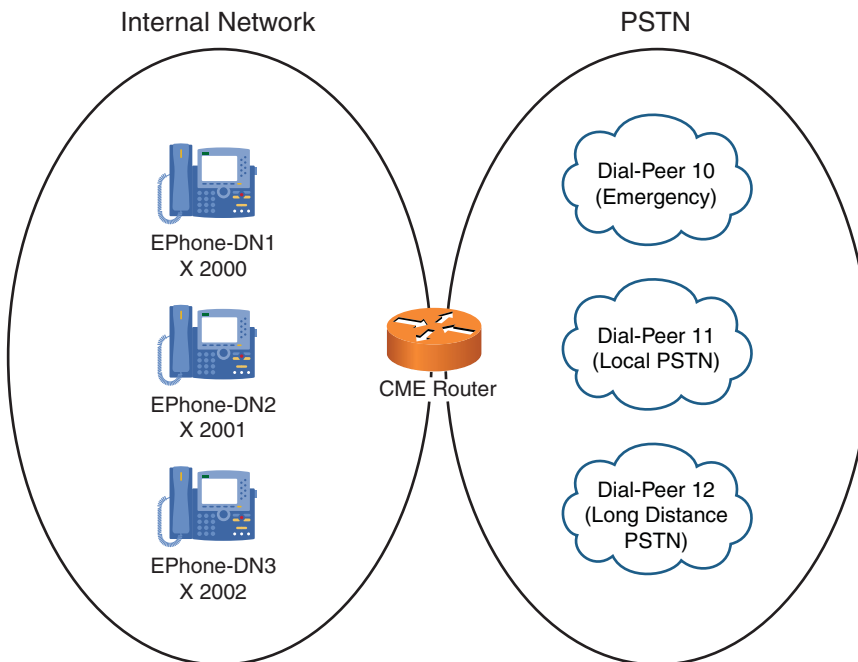 Internal Network
PSTN
EPhone-DN1
X 2000
EPhone-DN2
X 2001
EPhone-DN3
X 2002
CME Router
Dial-Peer 10
(Emergency)
Dial-Peer 11
(Local PSTN)
Dial-Peer 12
(Long Distance
PSTN)